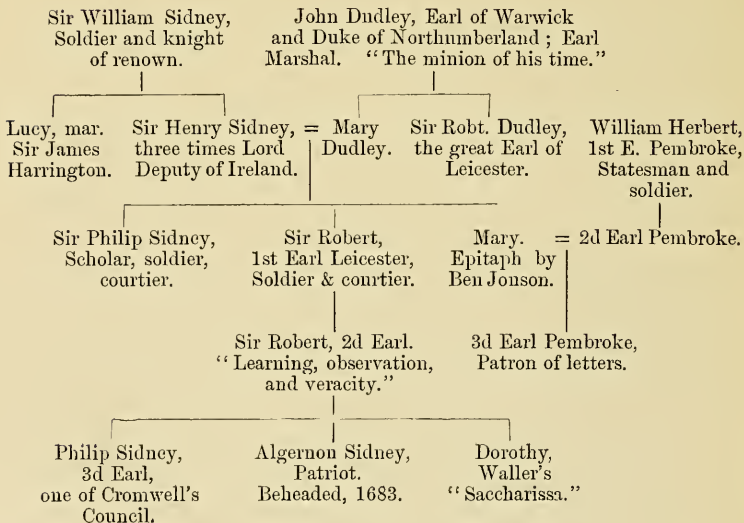 Sir William Sidney,
Soldier and knight
of renown.
John Dudley, Earl of Warwick
and Duke of Northumberland ; Earl
Marshal. “The minion of his time.”
Lucy, mar.
Sir James
Harrington.
Sir Henry Sidney,
three times Lord
Deputy of Ireland.
=
Mary
Dudley.
Sir Robt. Dudley,
the great Earl of
Leicester.
William Herbert,
1st E. Pembroke,
Statesman and
soldier.
Sir Philip Sidney,
Scholar, soldier,
courtier.
Sir Robert,
1st Earl Leicester,
Soldier & courtier.
Mary.
Epitaph by
Ben Jonson.
= 2d Earl Pembroke.
Sir Robert, 2d Earl.
“Learning, observation,
and veracity.”
3d Earl Pembroke,
Patron of letters.
Philip Sidney,
3d Earl,
one of Cromwell's
Council.
Algernon Sidney,
Patriot.
Beheaded, 1683.
Dorothy,
Waller's
“Saccharissa.”